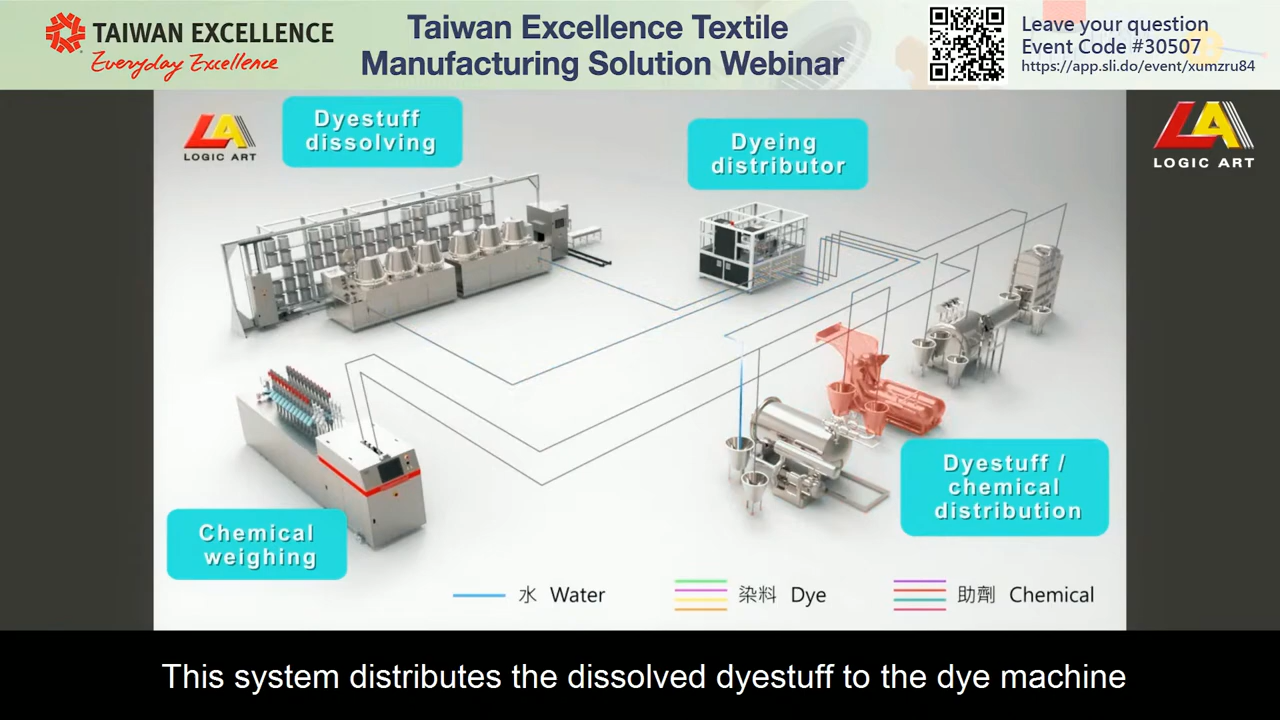 TAIWAN EXCELLENCE
Everyday Excellence
Taiwan Excellence Textile
Manufacturing Solution Webinar
Leave your question
Event Code #30507
https://app.sli.do/event/xumzru84
LA
LOGIC ART
Dyestuff
dissolving
Dyeing
distributor
LA
LOGIC ART
Dyestuff /
chemical
distribution
Chemical
weighing
水 Water
染料 Dye
助劑 Chemical
This system distributes the dissolved dyestuff to the dye machine